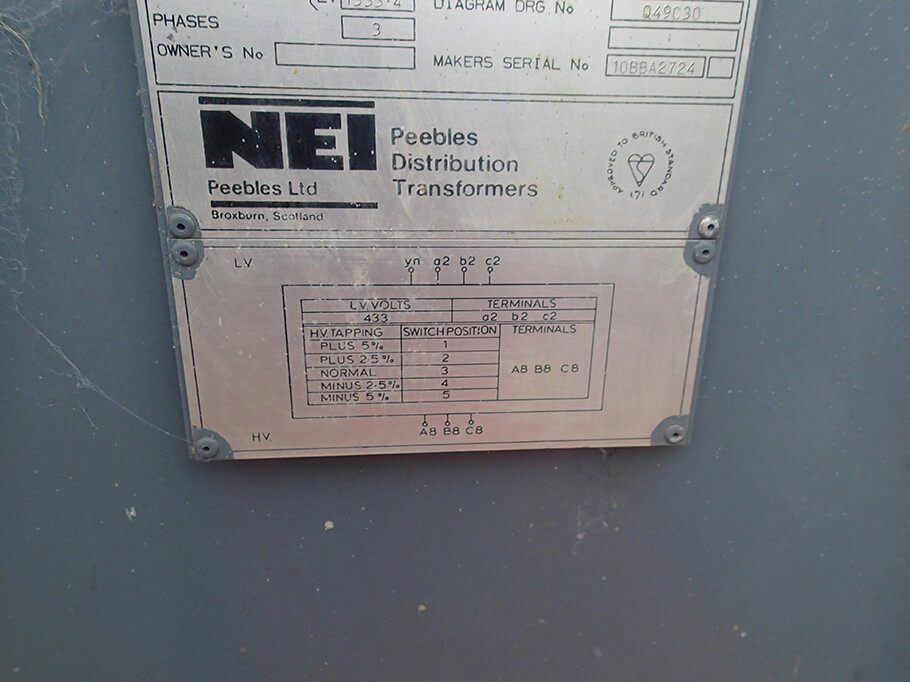 1333·4 DIAGRAM DRG. No Q49C30
PHASES 3
OWNER'S No
MAKERS SERIAL No 10BBA2724
NEI
Peebles Ltd
Broxburn, Scotland
Peebles
Distribution
Transformers
APPROVED TO BRITISH STANDARD
L.V.
yn a2 b2 c2
L.V. VOLTS TERMINALS
433 a2 b2 c2
H.V. TAPPING SWITCH POSITION TERMINALS
PLUS 5% 1
PLUS 2·5% 2
NORMAL 3
MINUS 2·5% 4
MINUS 5% 5
A8 B8 C8
A8 B8 C8
H.V.